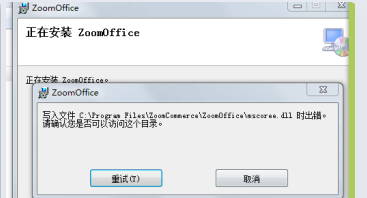 ZoomOffice
正在安装 ZoomOffice
正在安装 ZoomOffice。
ZoomOffice
写入文件 C:\Program Files\ZoomCommerce\ZoomOffice\mscoree.dll 时出错。
请确认您是否可以访问这个目录。
重试(T) 取消